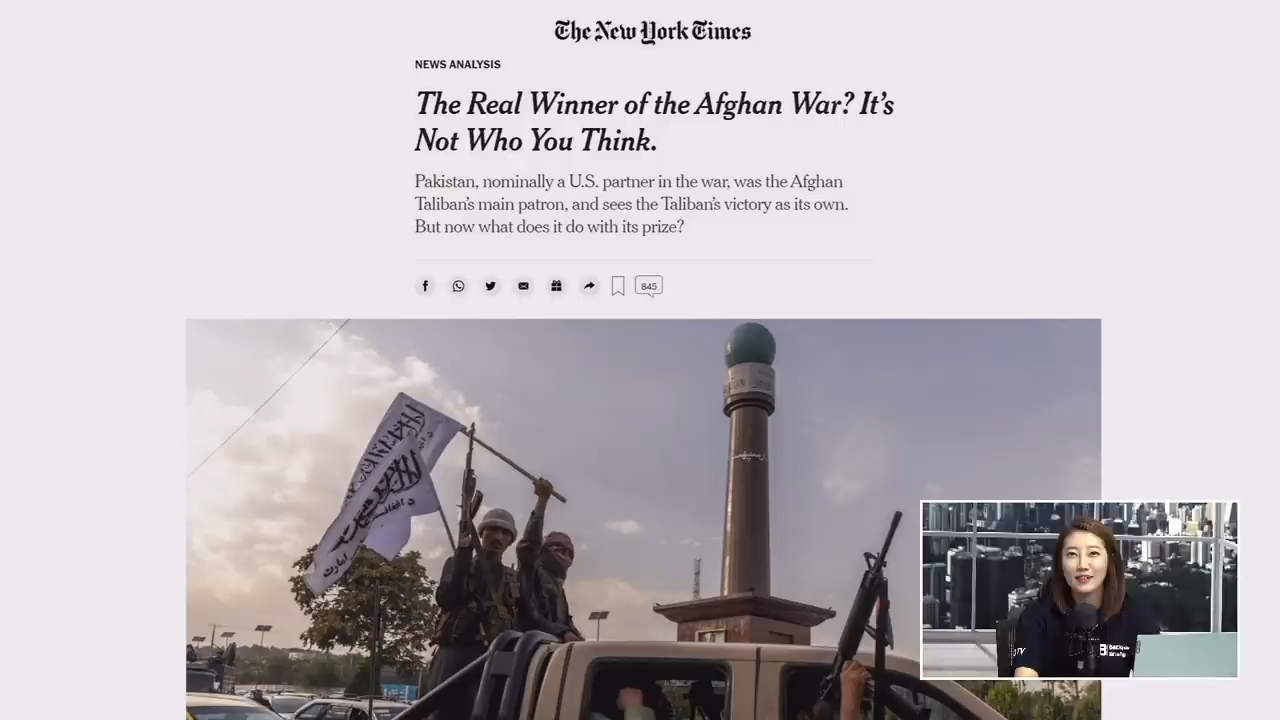 The New York Times
NEWS ANALYSIS
The Real Winner of the Afghan War? It’s
Not Who You Think.
Pakistan, nominally a U.S. partner in the war, was the Afghan
Taliban’s main patron, and sees the Taliban’s victory as its own.
But now what does it do with its prize?
845